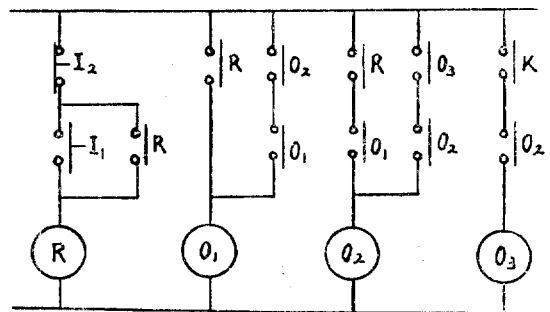 I₂ R O₂ R O₃ K
I₁ R O₁ O₁ O₂ O₂
R O₁ O₂ O₃